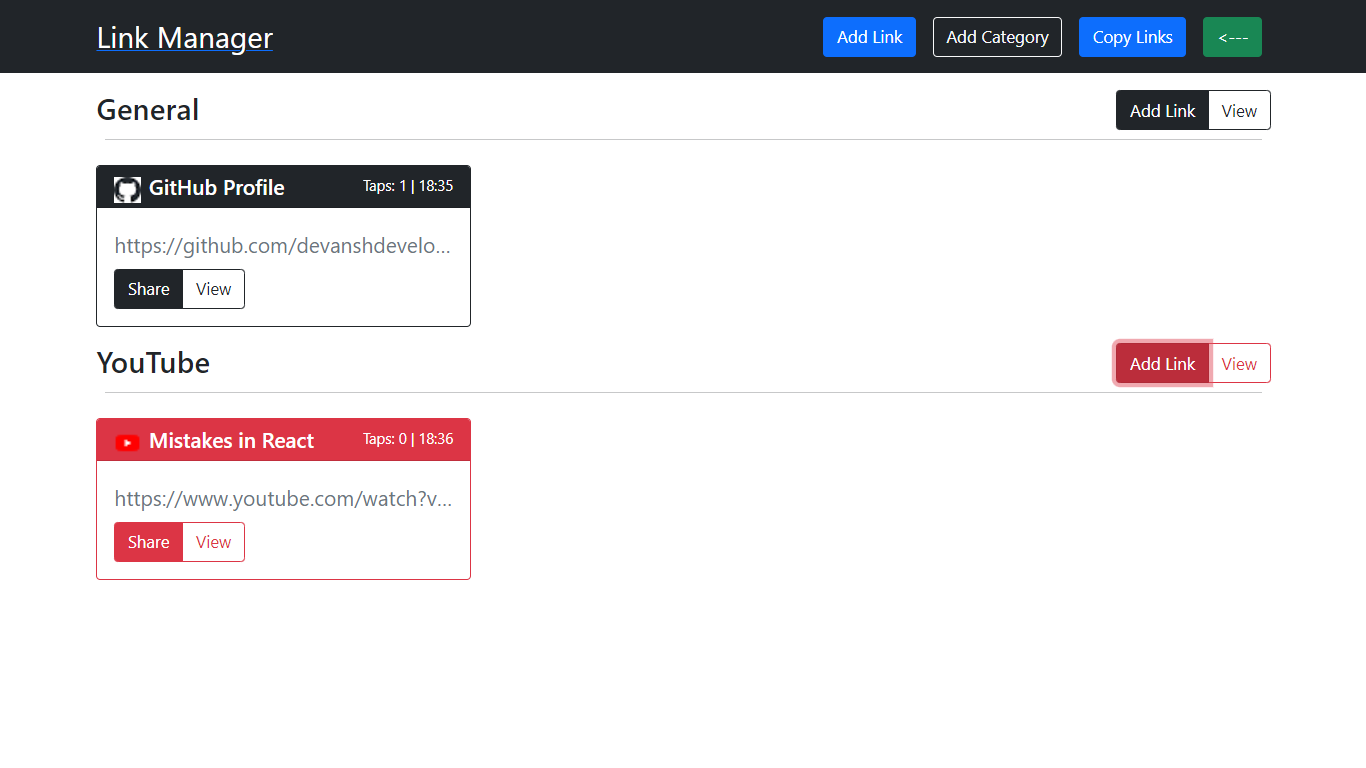 Link Manager Add Link Add Category Copy Links <---
General Add Link View
GitHub Profile Taps: 1 | 18:35
https://github.com/devanshdevelo...
Share View
YouTube Add Link View
Mistakes in React Taps: 0 | 18:36
https://www.youtube.com/watch?v...
Share View